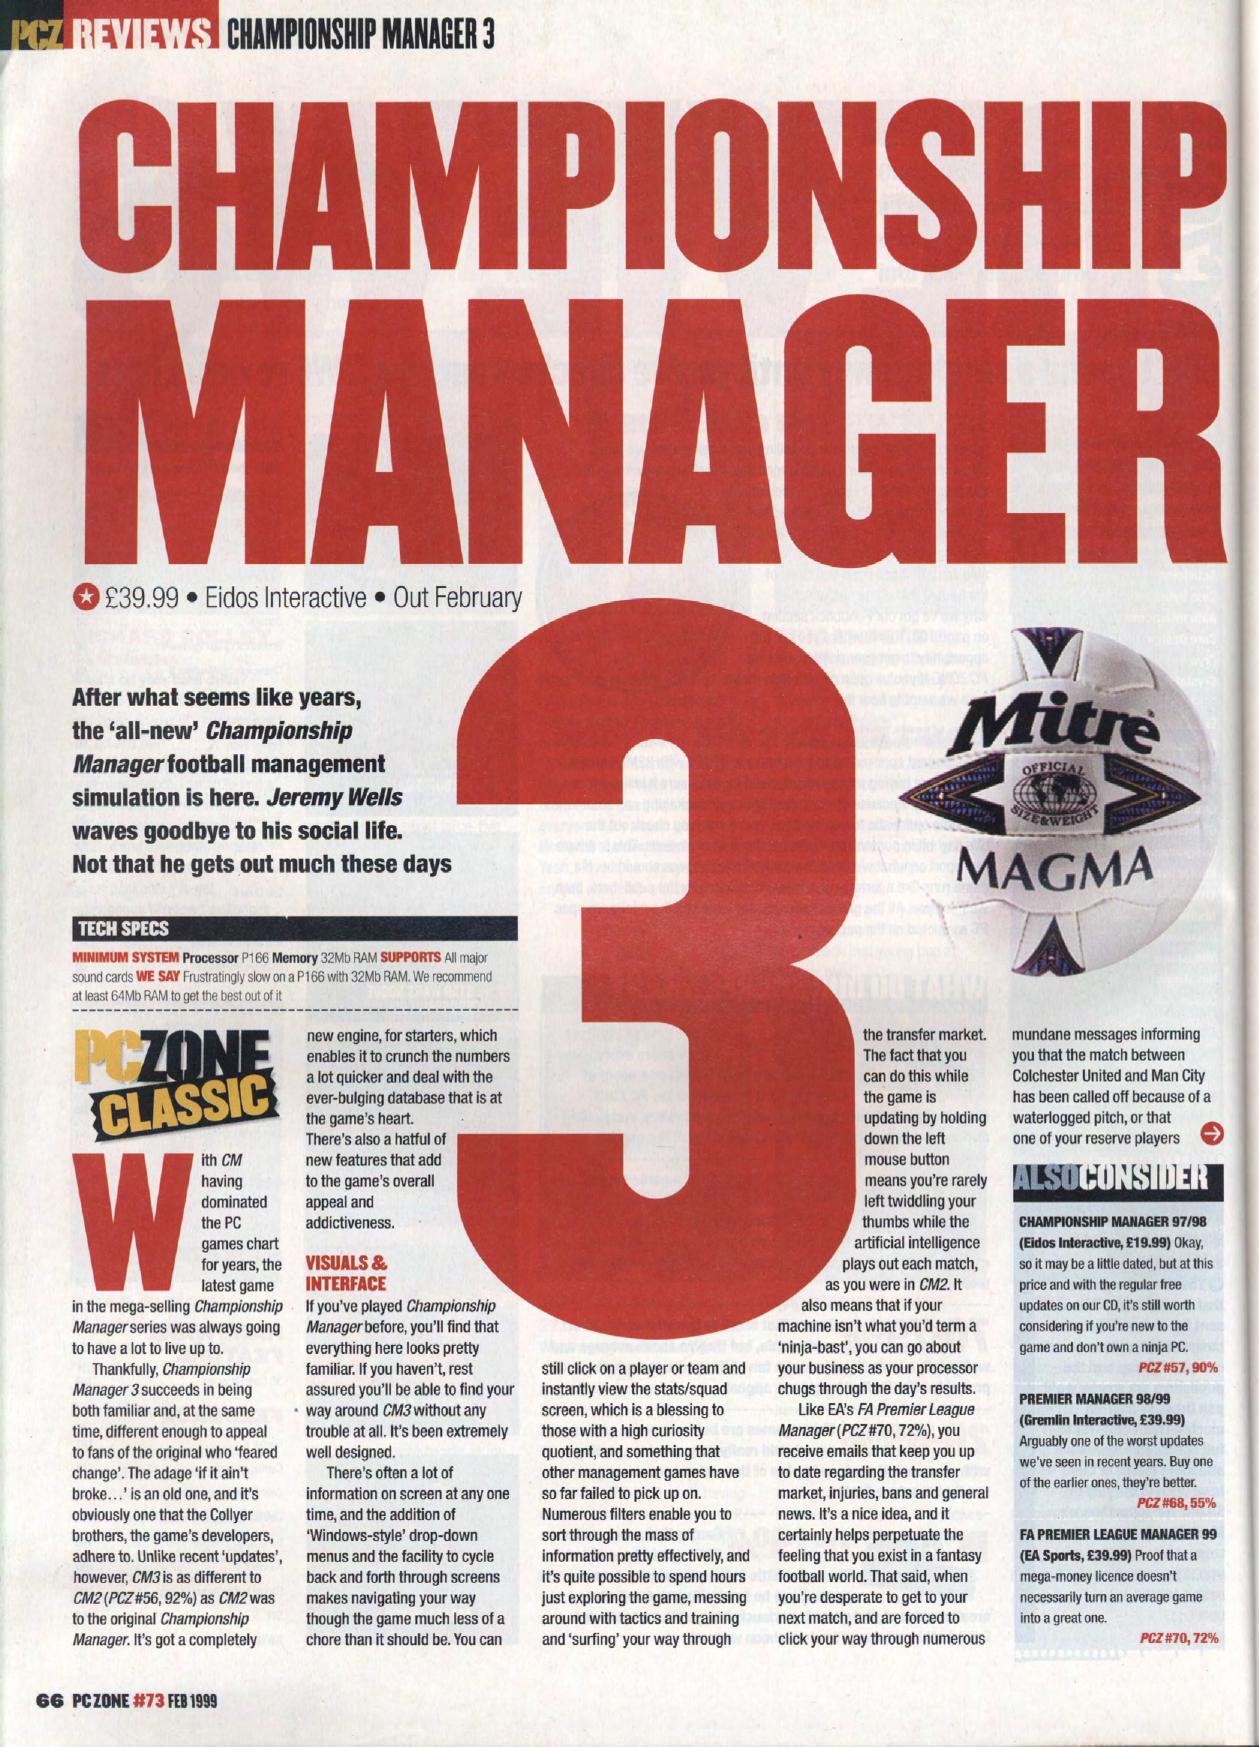 PCZ REVIEWS CHAMPIONSHIP MANAGER 3
CHAMPIONSHIP
MANAGER
3
£39.99 • Eidos Interactive • Out February
After what seems like years,
the ‘all-new’ Championship
Manager football management
simulation is here. Jeremy Wells
waves goodbye to his social life.
Not that he gets out much these days
Mitre
OFFICIAL
SIZE & WEIGHT
MAGMA
TECH SPECS
MINIMUM SYSTEM Processor P166 Memory 32Mb RAM SUPPORTS All major
sound cards WE SAY Frustratingly slow on a P166 with 32Mb RAM. We recommend
at least 64Mb RAM to get the best out of it
PCZONE
CLASSIC
With CM
having
dominated
the PC
games chart
for years, the
latest game
in the mega-selling Championship
Manager series was always going
to have a lot to live up to.
Thankfully, Championship
Manager 3 succeeds in being
both familiar and, at the same
time, different enough to appeal
to fans of the original who ‘feared
change’. The adage ‘if it ain’t
broke…’ is an old one, and it’s
obviously one that the Collyer
brothers, the game’s developers,
adhere to. Unlike recent ‘updates’,
however, CM3 is as different to
CM2 (PCZ #56, 92%) as CM2 was
to the original Championship
Manager. It’s got a completely
new engine, for starters, which
enables it to crunch the numbers
a lot quicker and deal with the
ever-bulging database that is at
the game’s heart.
There’s also a hatful of
new features that add
to the game’s overall
appeal and
addictiveness.
VISUALS &
INTERFACE
If you’ve played Championship
Manager before, you’ll find that
everything here looks pretty
familiar. If you haven’t, rest
assured you’ll be able to find your
way around CM3 without any
trouble at all. It’s been extremely
well designed.
There’s often a lot of
information on screen at any one
time, and the addition of
‘Windows-style’ drop-down
menus and the facility to cycle
back and forth through screens
makes navigating your way
though the game much less of a
chore than it should be. You can
still click on a player or team and
instantly view the stats/squad
screen, which is a blessing to
those with a high curiosity
quotient, and something that
other management games have
so far failed to pick up on.
Numerous filters enable you to
sort through the mass of
information pretty effectively, and
it’s quite possible to spend hours
just exploring the game, messing
around with tactics and training
and ‘surfing’ your way through
the transfer market.
The fact that you
can do this while
the game is
updating by holding
down the left
mouse button
means you’re rarely
left twiddling your
thumbs while the
artificial intelligence
plays out each match,
as you were in CM2. It
also means that if your
machine isn’t what you’d term a
‘ninja-bast’, you can go about
your business as your processor
chugs through the day’s results.
Like EA’s FA Premier League
Manager (PCZ #70, 72%), you
receive emails that keep you up
to date regarding the transfer
market, injuries, bans and general
news. It’s a nice idea, and it
certainly helps perpetuate the
feeling that you exist in a fantasy
football world. That said, when
you’re desperate to get to your
next match, and are forced to
click your way through numerous
mundane messages informing
you that the match between
Colchester United and Man City
has been called off because of a
waterlogged pitch, or that
one of your reserve players
ALSO CONSIDER
CHAMPIONSHIP MANAGER 97/98
(Eidos Interactive, £19.99) Okay,
so it may be a little dated, but at this
price and with the regular free
updates on our CD, it’s still worth
considering if you’re new to the
game and don’t own a ninja PC.
PCZ #57, 90%
PREMIER MANAGER 98/99
(Gremlin Interactive, £39.99)
Arguably one of the worst updates
we’ve seen in recent years. Buy one
of the earlier ones, they’re better.
PCZ #68, 55%
FA PREMIER LEAGUE MANAGER 99
(EA Sports, £39.99) Proof that a
mega-money licence doesn’t
necessarily turn an average game
into a great one.
PCZ #70, 72%
66 PC ZONE #73 FEB 1999